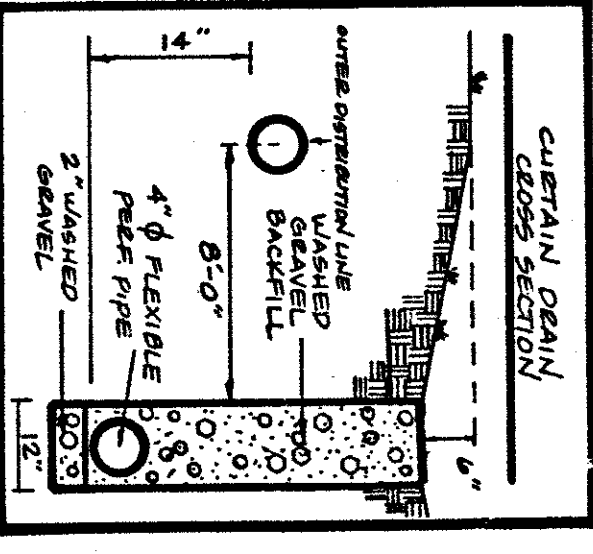 CURTAIN DRAIN
CROSS SECTION
6"
OUTER DISTRIBUTION LINE
WASHED
GRAVEL
BACKFILL
14"
8'-0"
4" φ FLEXIBLE
PERF PIPE
2" WASHED
GRAVEL
12"